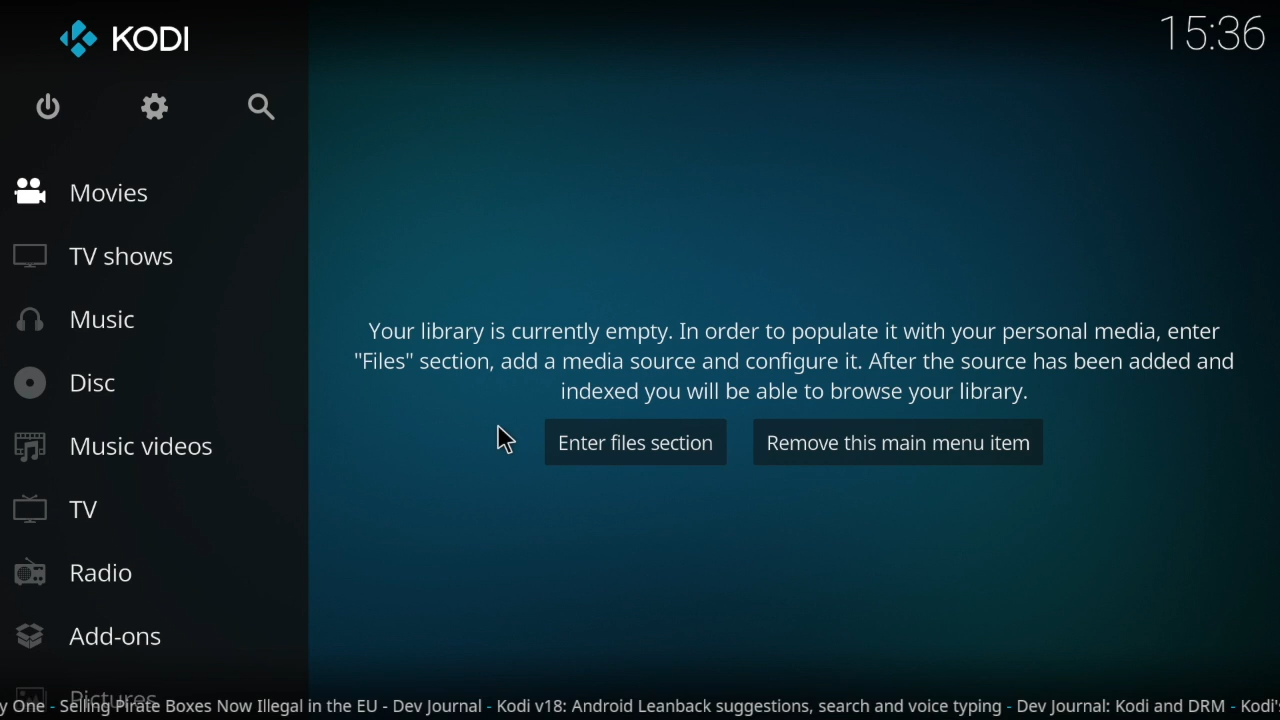 KODI
15:36
Movies
TV shows
Music
Disc
Music videos
TV
Radio
Add-ons
Pictures
Your library is currently empty. In order to populate it with your personal media, enter
"Files" section, add a media source and configure it. After the source has been added and
indexed you will be able to browse your library.
Enter files section
Remove this main menu item
y One - Selling Pirate Boxes Now Illegal in the EU - Dev Journal - Kodi v18: Android Leanback suggestions, search and voice typing - Dev Journal: Kodi and DRM - Kodi's